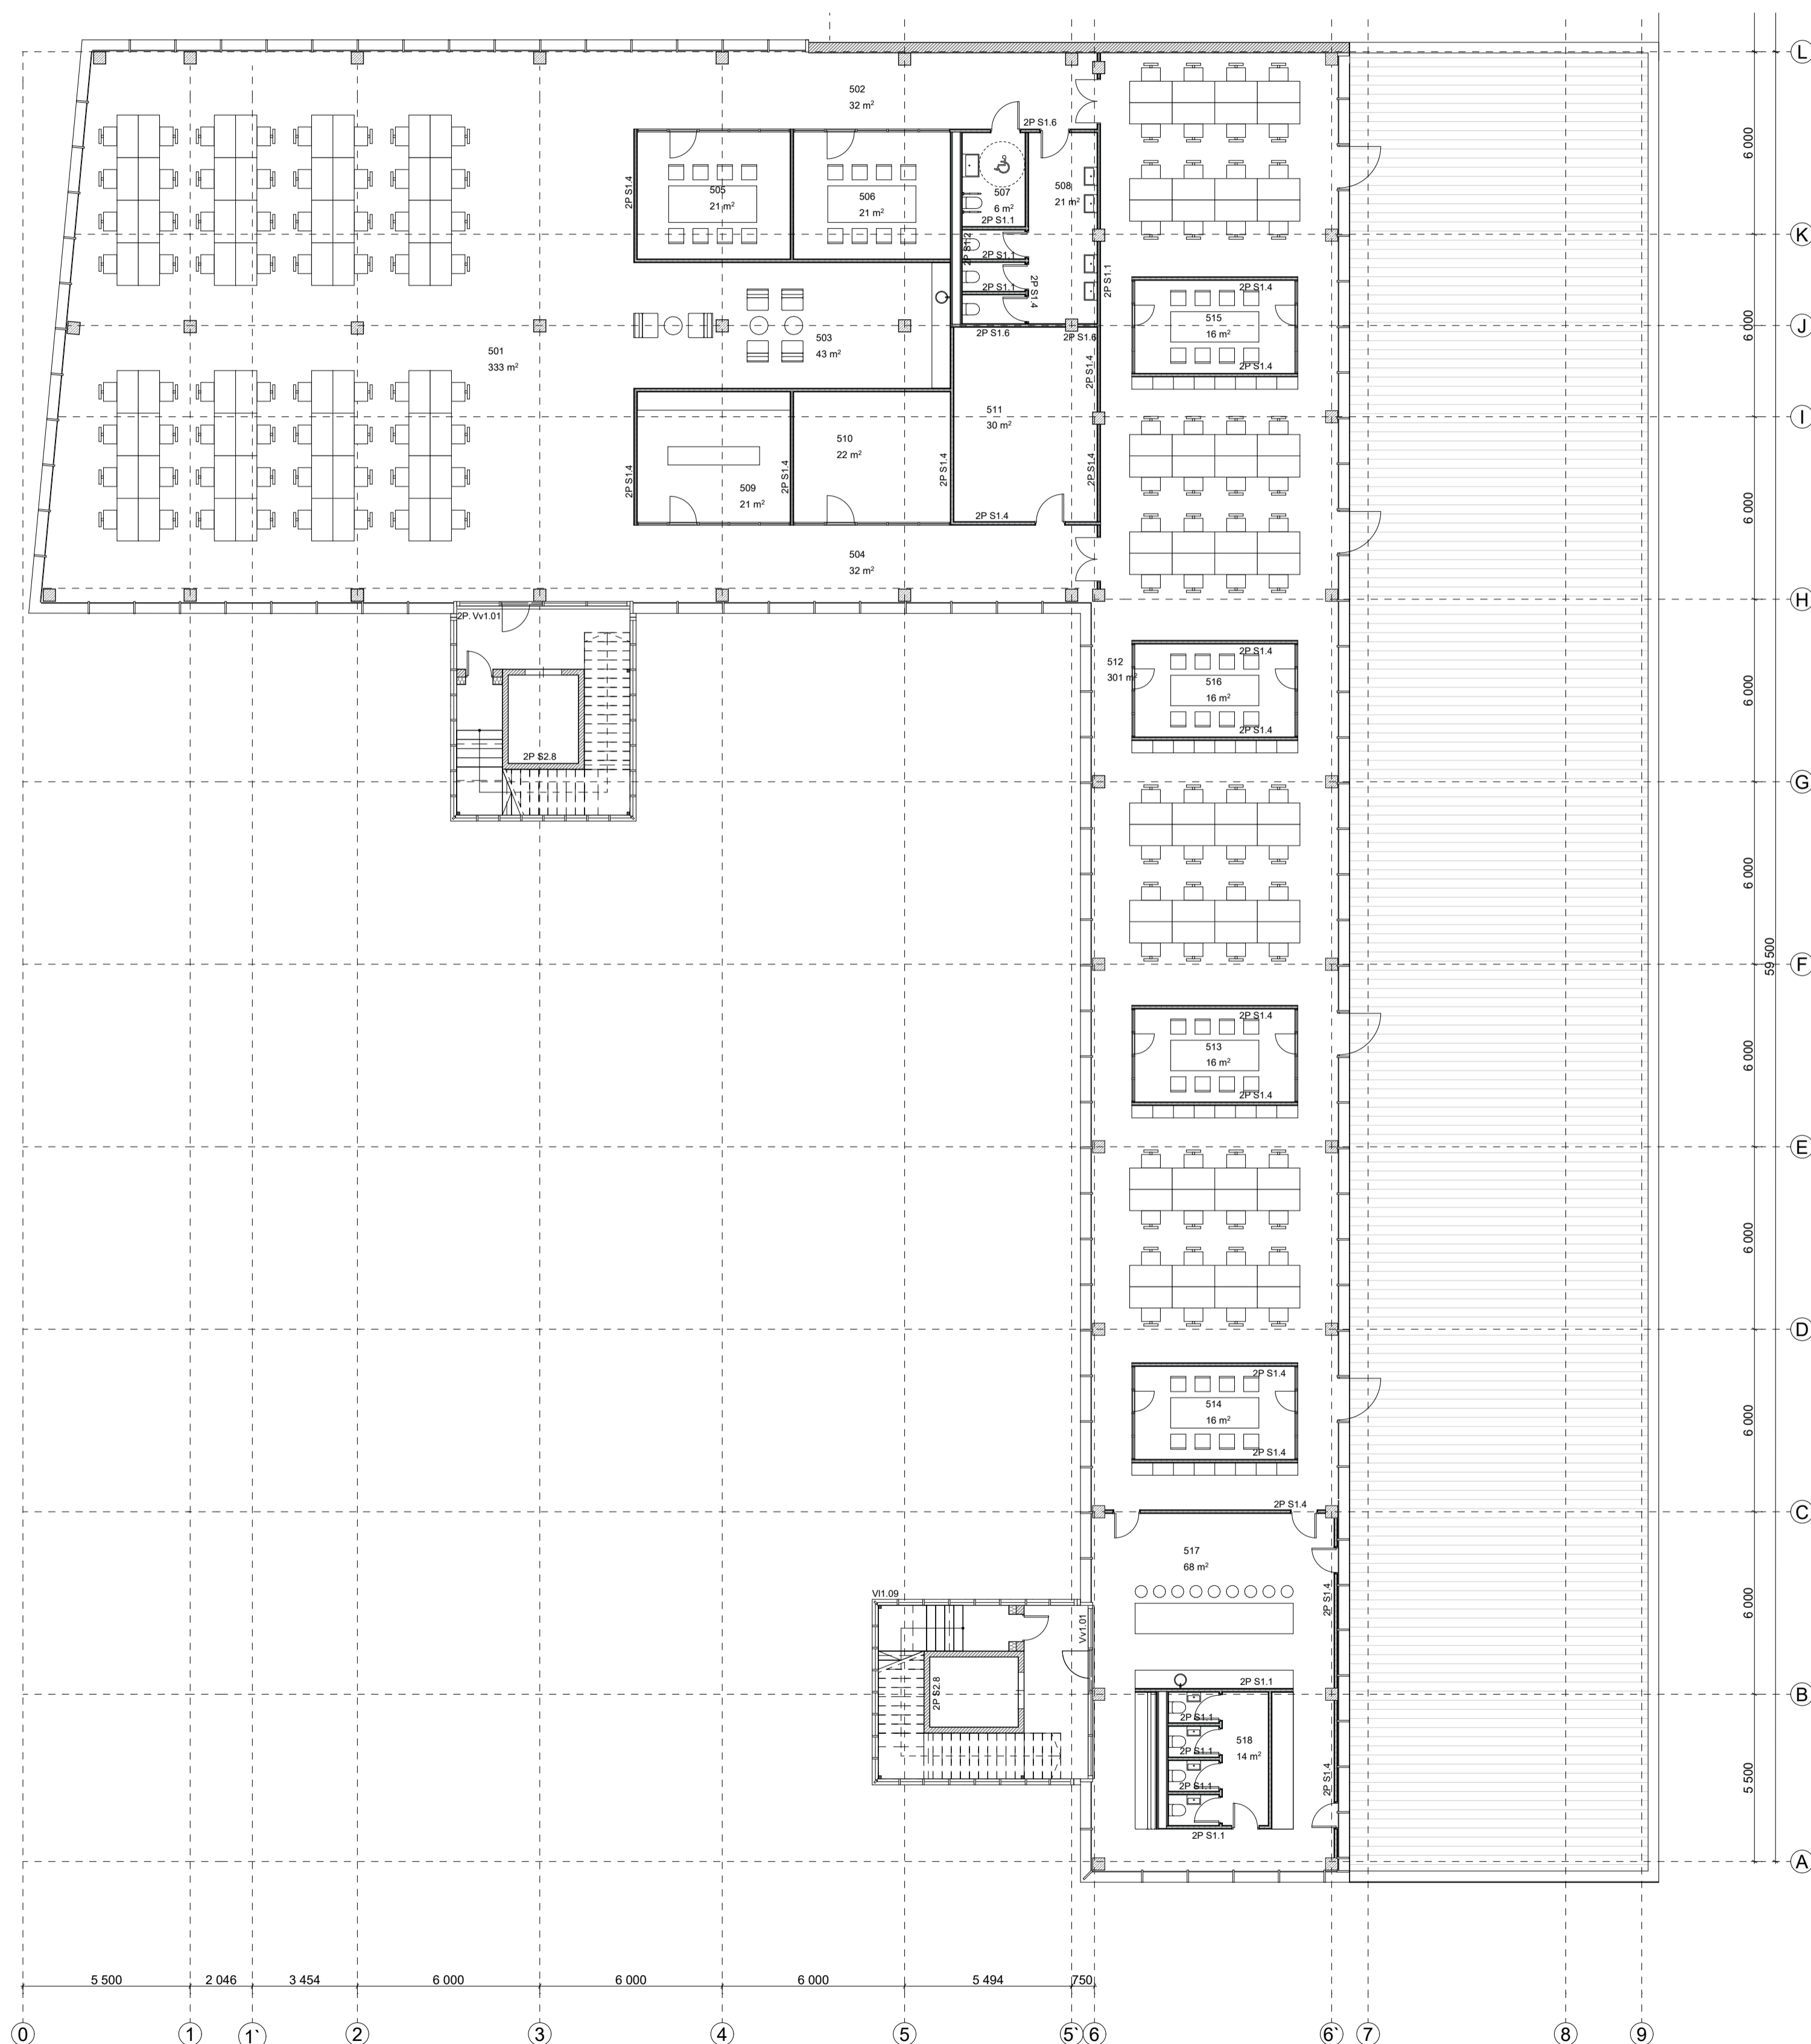 L
502
32 m²
2P S1.6
6 000
2P S1.4
505
21 m²
506
21 m²
507
6 m²
508
21 m²
2P S1.1
2P S1.2
K
2P S1.1
2P S1.1
2P S1.4
2P S1.1
2P S1.4
515
16 m²
2P S1.4
6 000
J
501
333 m²
503
43 m²
2P S1.6
2P S1.6
2P S1.4
511
30 m²
I
510
22 m²
509
21 m²
2P S1.4
2P S1.4
2P S1.4
2P S1.4
2P S1.4
6 000
504
32 m²
H
2P. Vv1.01
512
301 m²
2P S1.4
516
16 m²
2P S1.4
6 000
2P S2.8
G
6 000
59 500
F
2P S1.4
513
16 m²
2P S1.4
6 000
E
6 000
D
2P S1.4
514
16 m²
2P S1.4
6 000
2P S1.4
C
517
68 m²
VI1.09
Vv1.01
2P S1.4
6 000
2P S2.8
2P S1.1
B
2P S1.1
518
14 m²
2P S1.1
2P S1.1
2P S1.4
2P S1.1
5 500
A
5 500
2 046
3 454
6 000
6 000
6 000
5 494
750
0
1
1`
2
3
4
5
5`
6
6`
7
8
9